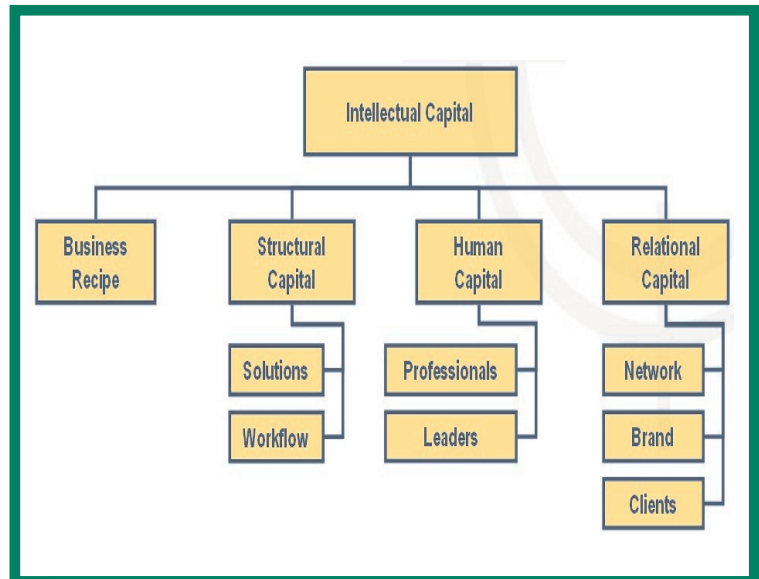 Intellectual Capital
Business
Recipe
Structural
Capital
Human
Capital
Relational
Capital
Solutions
Workflow
Professionals
Leaders
Network
Brand
Clients